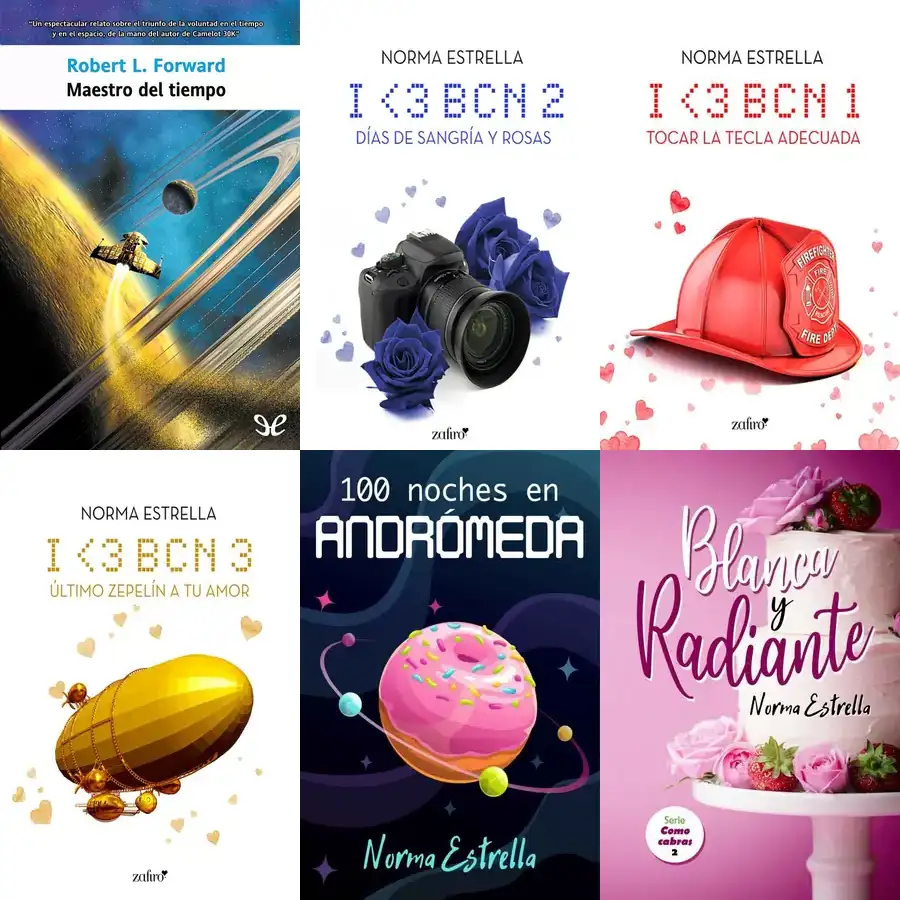 "Un espectacular relato sobre el triunfo de la voluntad en el tiempo
y en el espacio, de la mano del autor de Camelot 30K"
Robert L. Forward
Maestro del tiempo
NORMA ESTRELLA
I <3 BCN 2
DÍAS DE SANGRÍA Y ROSAS
zafiro
NORMA ESTRELLA
I <3 BCN 1
TOCAR LA TECLA ADECUADA
FIREFIGHTER
FIRE
FIRE DEPT
zafiro
NORMA ESTRELLA
I <3 BCN 3
ÚLTIMO ZEPELÍN A TU AMOR
zafiro
100 noches en
ANDRÓMEDA
Norma Estrella
Blanca
y
Radiante
Norma Estrella
Serie
Como
cabras
2